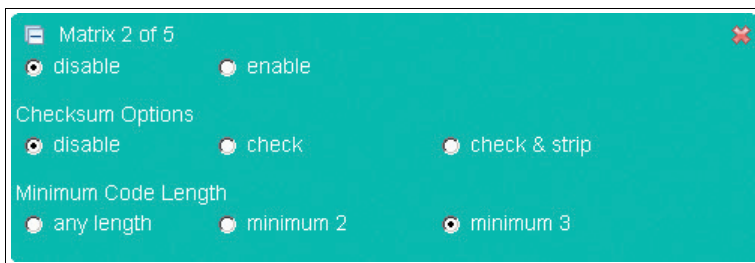 Matrix 2 of 5
disable enable
Checksum Options
disable check check & strip
Minimum Code Length
any length minimum 2 minimum 3